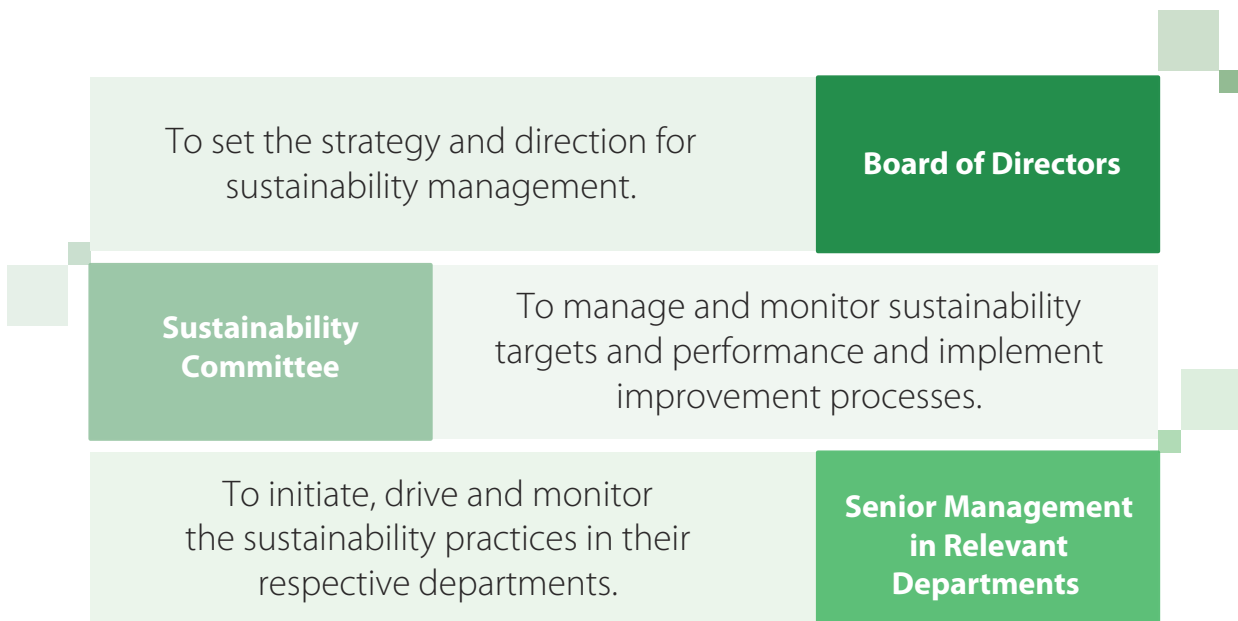 To set the strategy and direction for
sustainability management.
Board of Directors
Sustainability
Committee
To manage and monitor sustainability
targets and performance and implement
improvement processes.
To initiate, drive and monitor
the sustainability practices in their
respective departments.
Senior Management
in Relevant
Departments